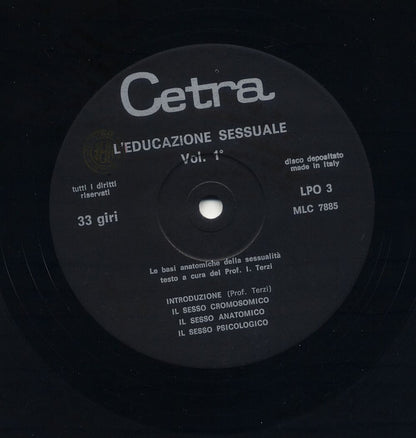 Cetra
L'EDUCAZIONE SESSUALE
Vol. 1°
tutti i diritti
riservati
33 giri
disco depositato
made in Italy
LPO 3
MLC 7885
Le basi anatomiche della sessualità
testo a cura del Prof. I. Terzi
INTRODUZIONE (Prof. Terzi)
IL SESSO CROMOSOMICO
IL SESSO ANATOMICO
IL SESSO PSICOLOGICO